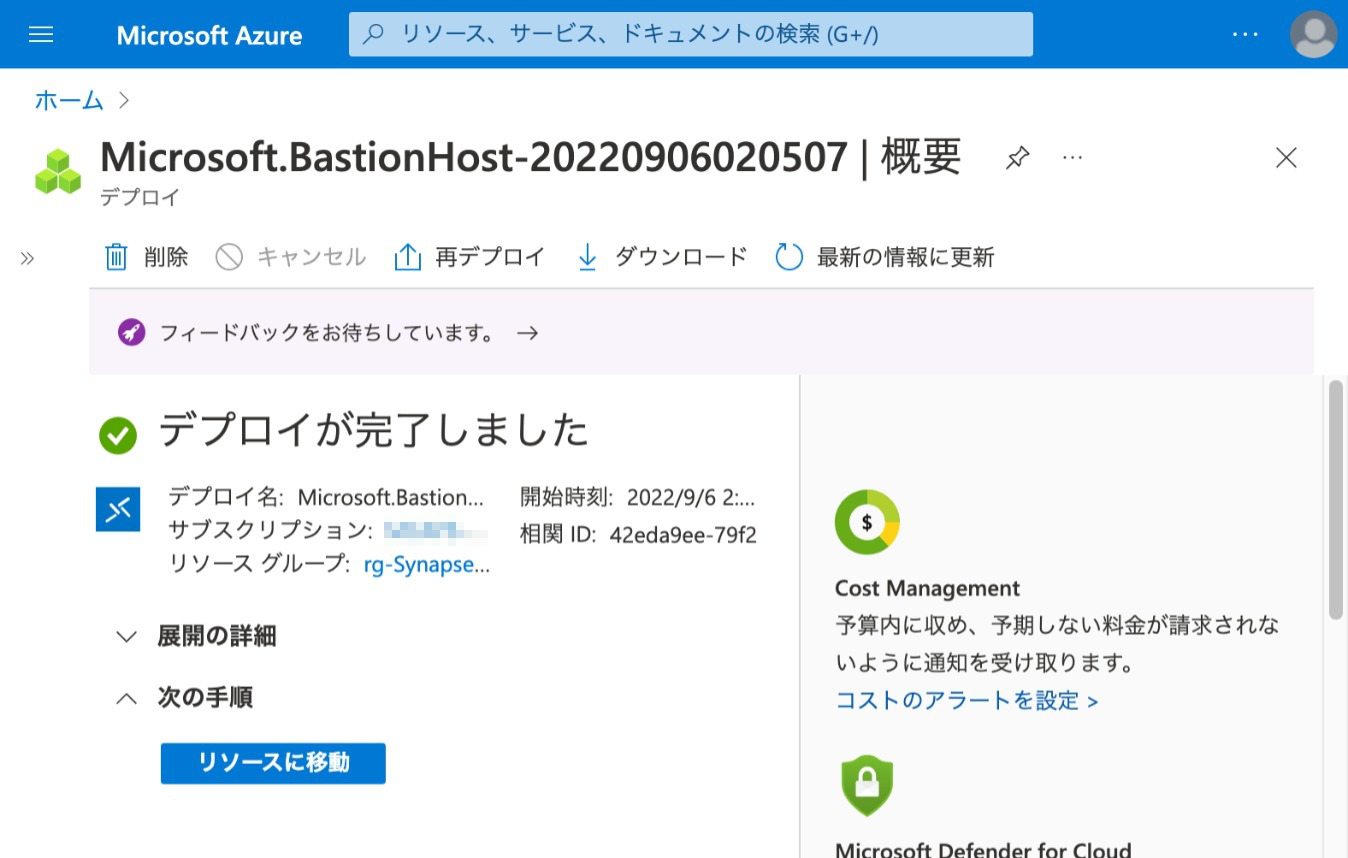 Microsoft Azure
リソース、サービス、ドキュメントの検索 (G+/)
ホーム
Microsoft.BastionHost-20220906020507 | 概要
デプロイ
削除 キャンセル 再デプロイ ダウンロード 最新の情報に更新
フィードバックをお待ちしています。 →
デプロイが完了しました
デプロイ名: Microsoft.Bastion...
サブスクリプション:
リソース グループ: rg-Synapse...
開始時刻: 2022/9/6 2:...
相関 ID: 42eda9ee-79f2
展開の詳細
次の手順
リソースに移動
$
Cost Management
予算内に収め、予期しない料金が請求されな
いように通知を受け取ります。
コストのアラートを設定 >
Microsoft Defender for Cloud